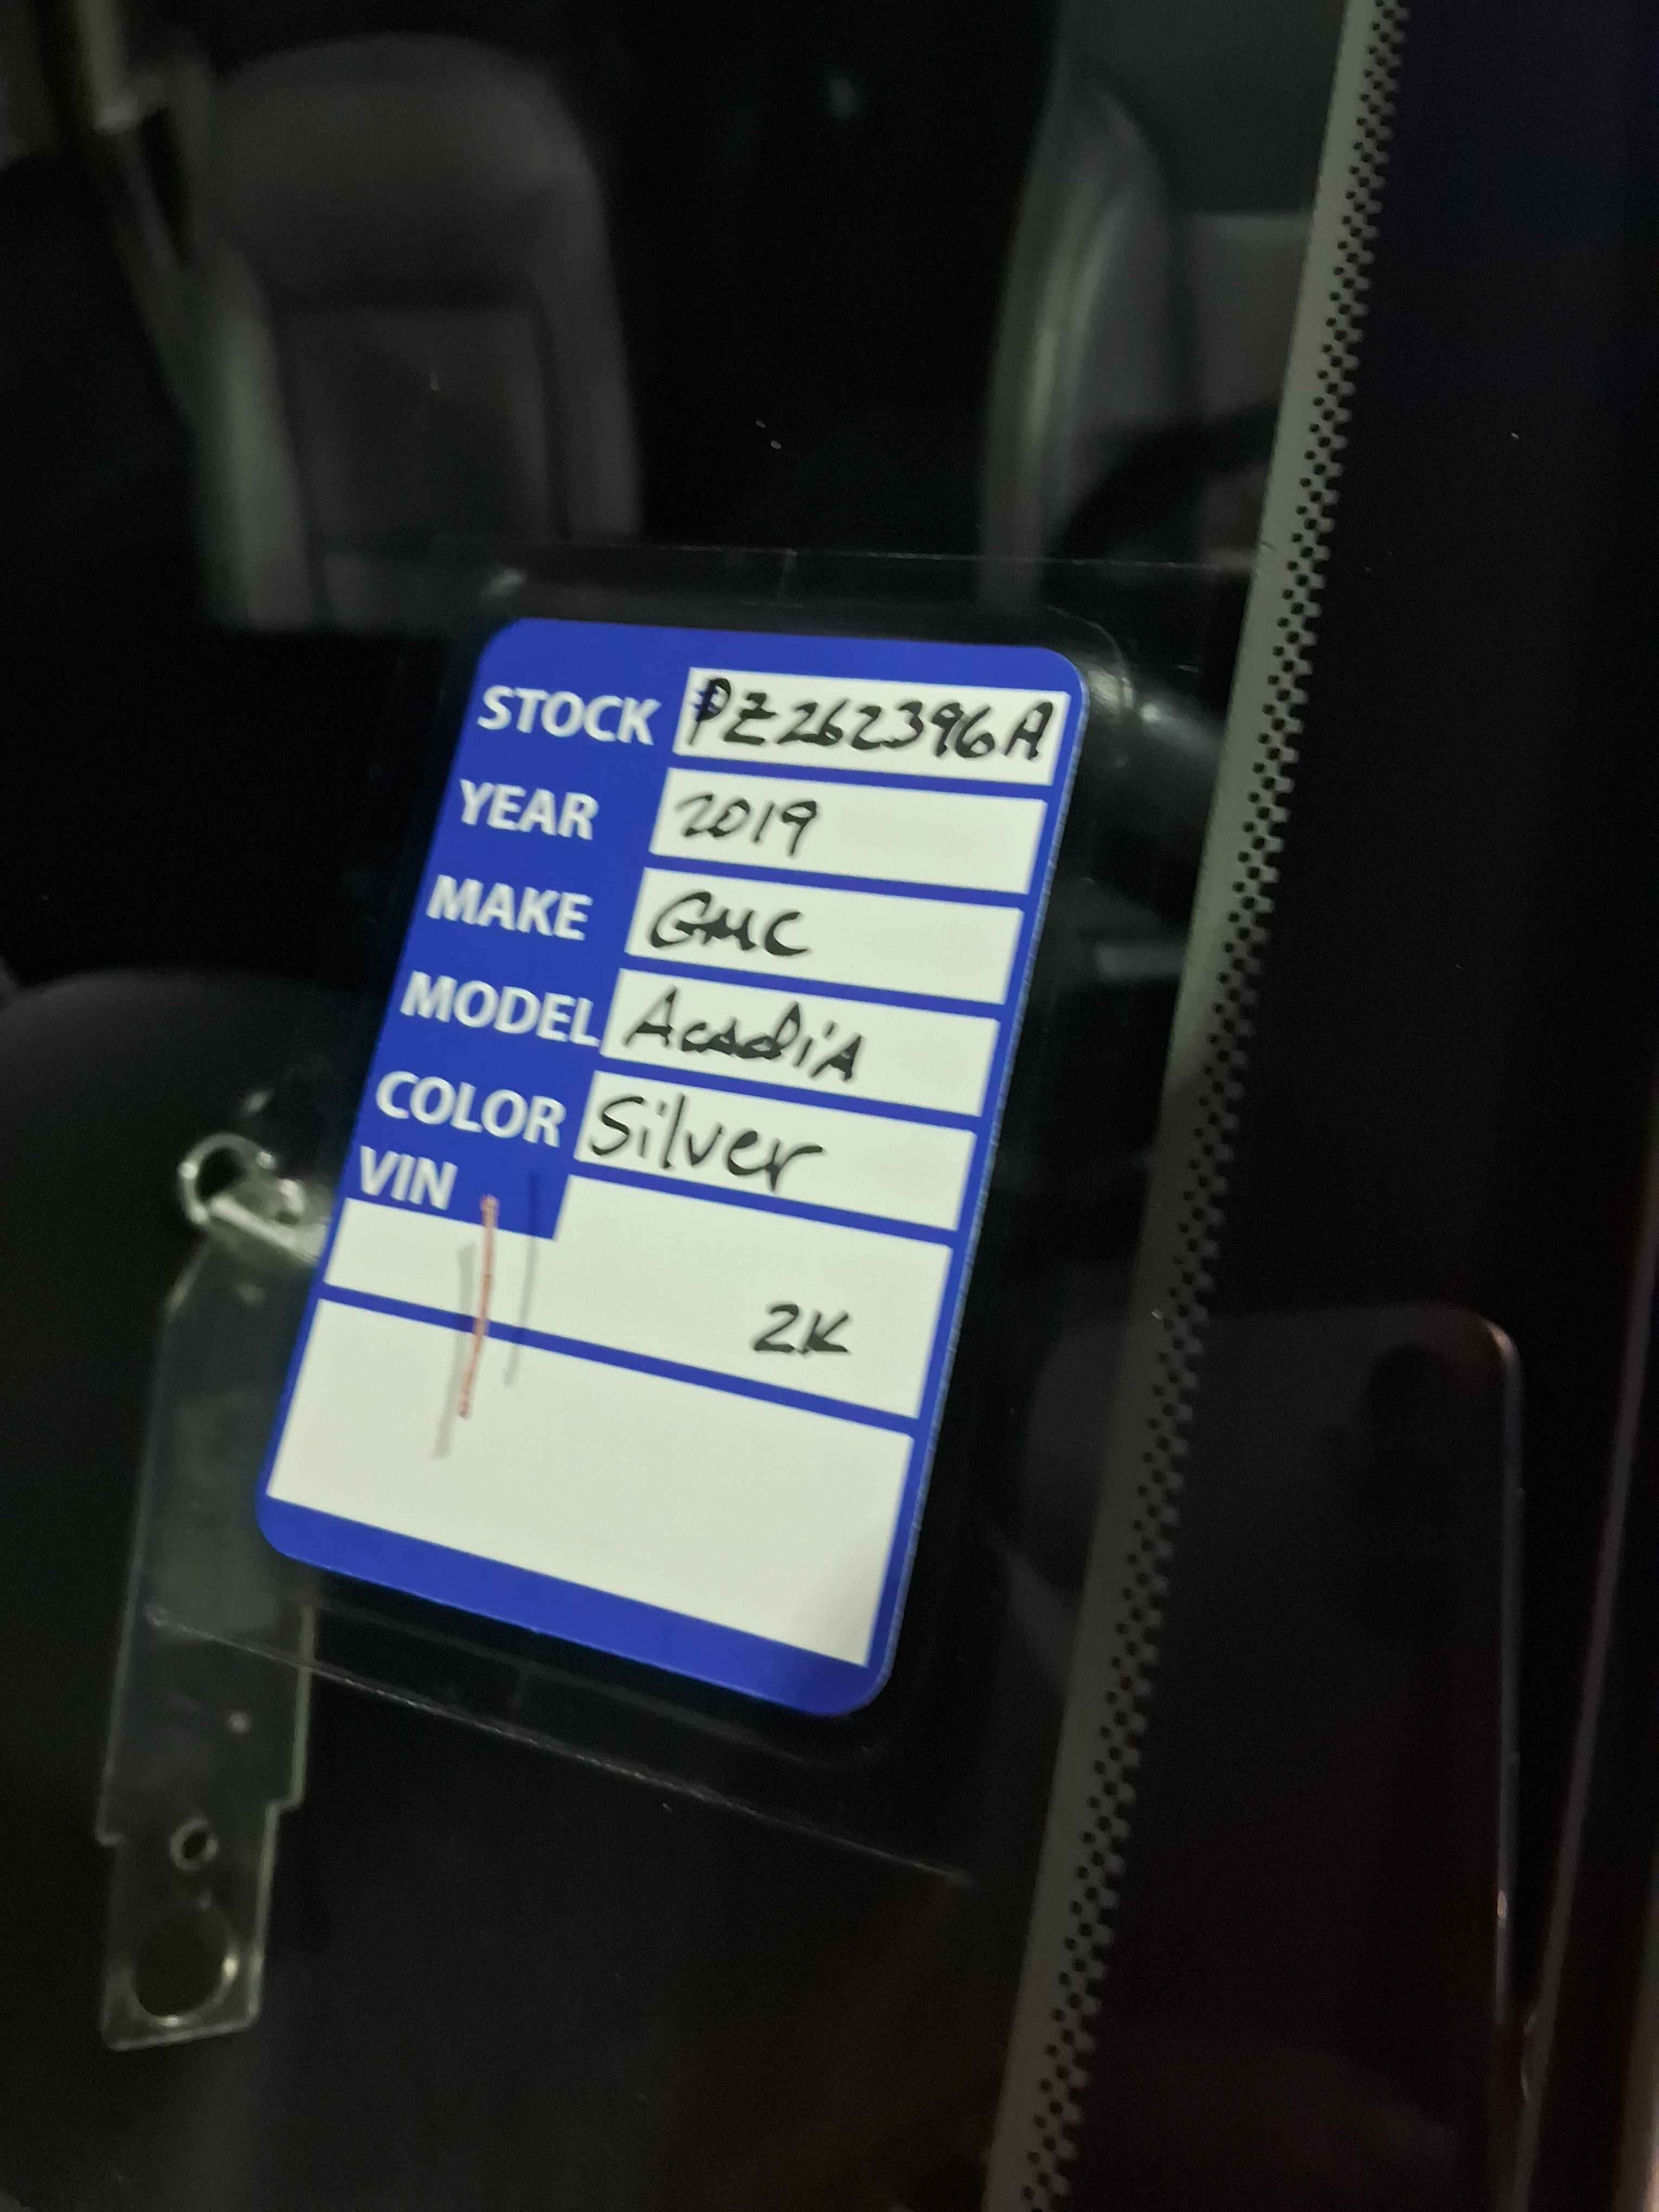 STOCK PZ262396A
YEAR 2019
MAKE GMC
MODEL AcadiA
COLOR Silver
VIN
2K